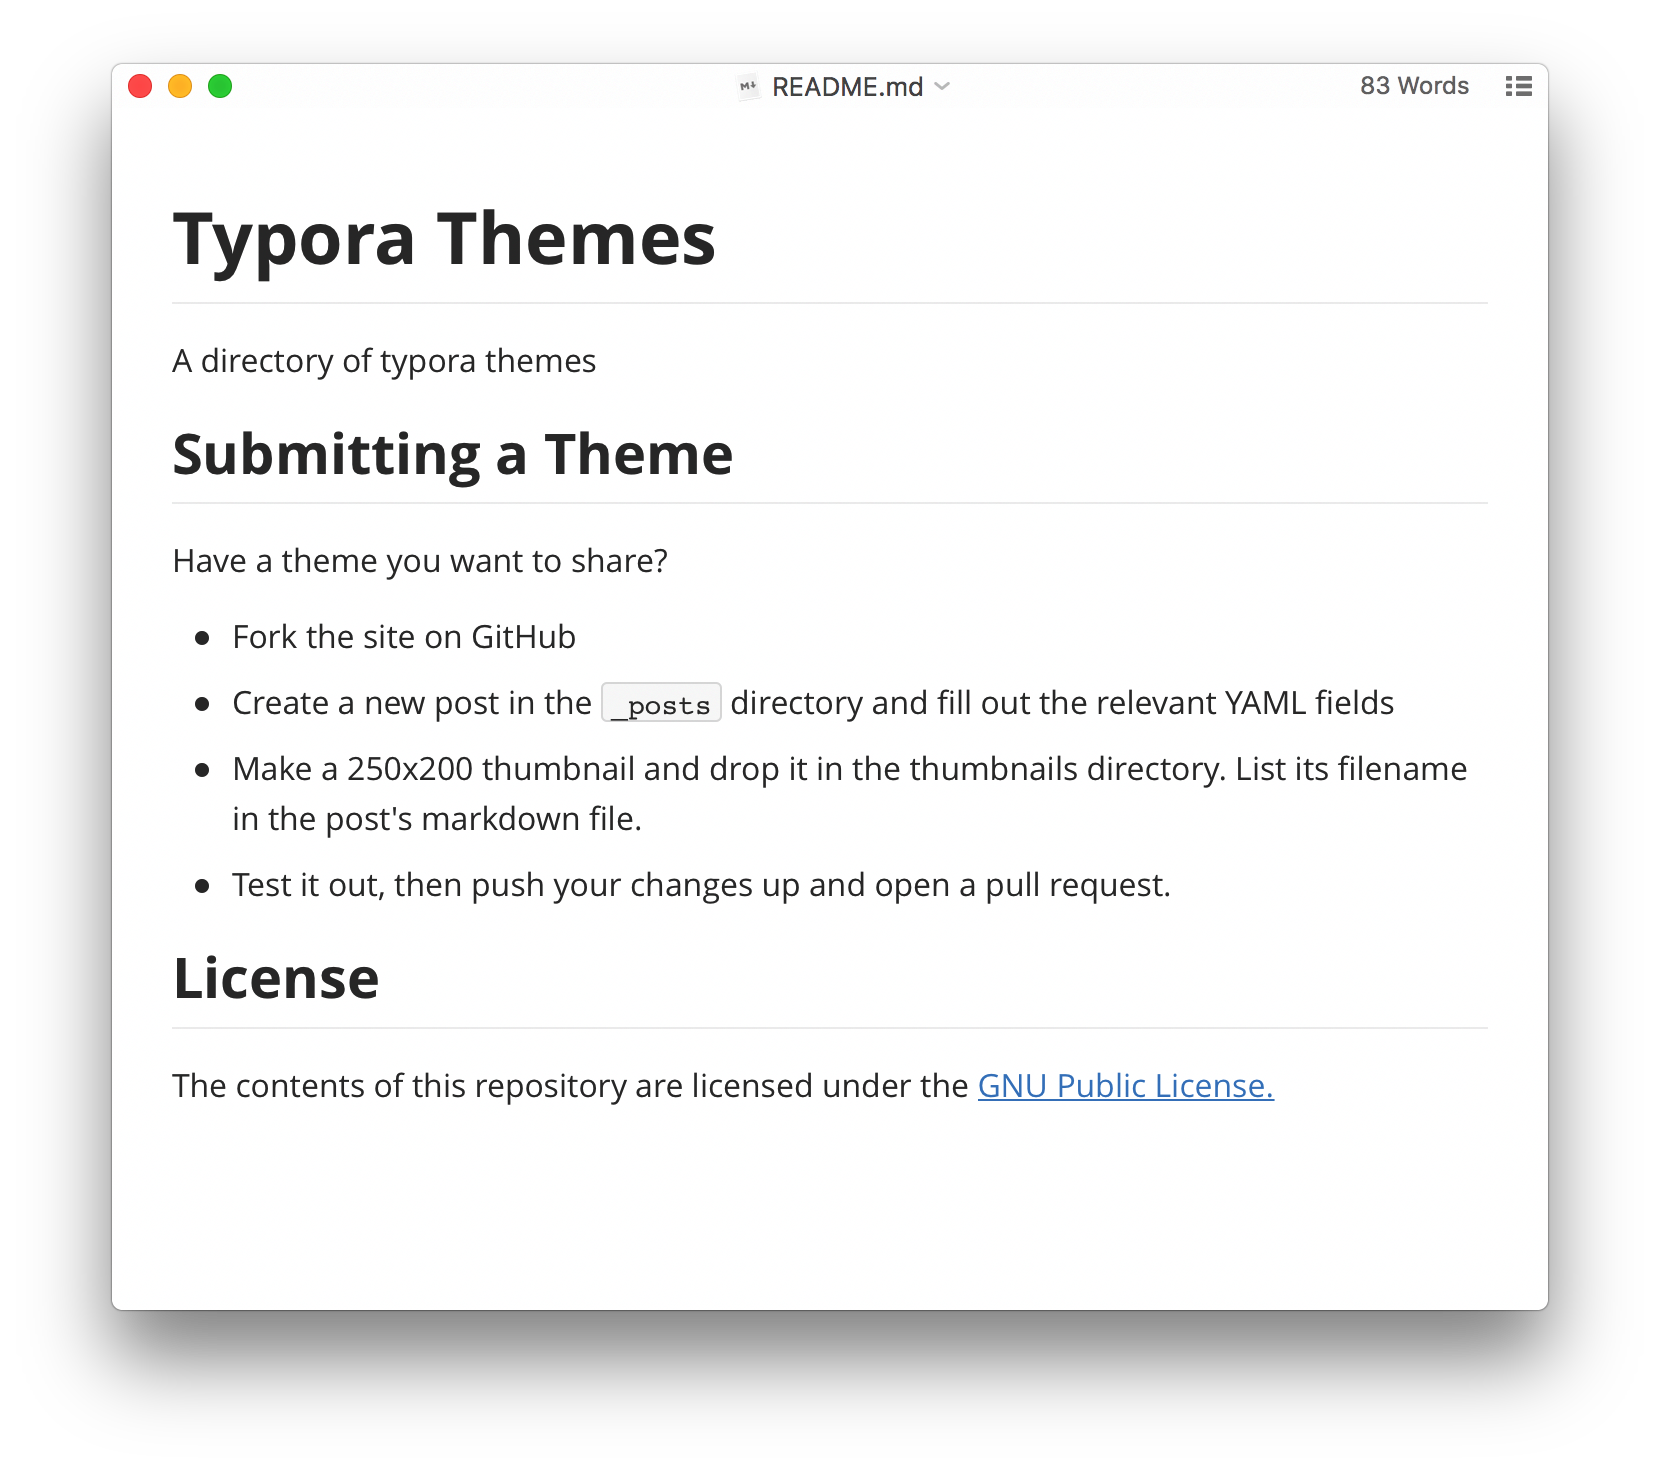 README.md
83 Words
Typora Themes
A directory of typora themes
Submitting a Theme
Have a theme you want to share?
Fork the site on GitHub
Create a new post in the _posts directory and fill out the relevant YAML fields
Make a 250x200 thumbnail and drop it in the thumbnails directory. List its filename
in the post's markdown file.
Test it out, then push your changes up and open a pull request.
License
The contents of this repository are licensed under the GNU Public License.